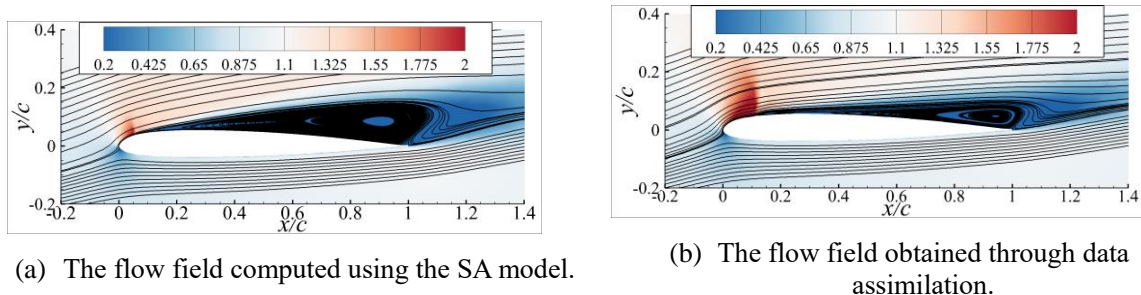 0.4
0.2
0
-0.2
y/c
0.2 0.425 0.65 0.875 1.1 1.325 1.55 1.775 2
-0.2 0 0.2 0.4 0.6 0.8 1 1.2 1.4
x/c
(a) The flow field computed using the SA model.
0.4
0.2
0
-0.2
y/c
0.2 0.425 0.65 0.875 1.1 1.325 1.55 1.775 2
-0.2 0 0.2 0.4 0.6 0.8 1 1.2 1.4
x/c
(b) The flow field obtained through data
assimilation.